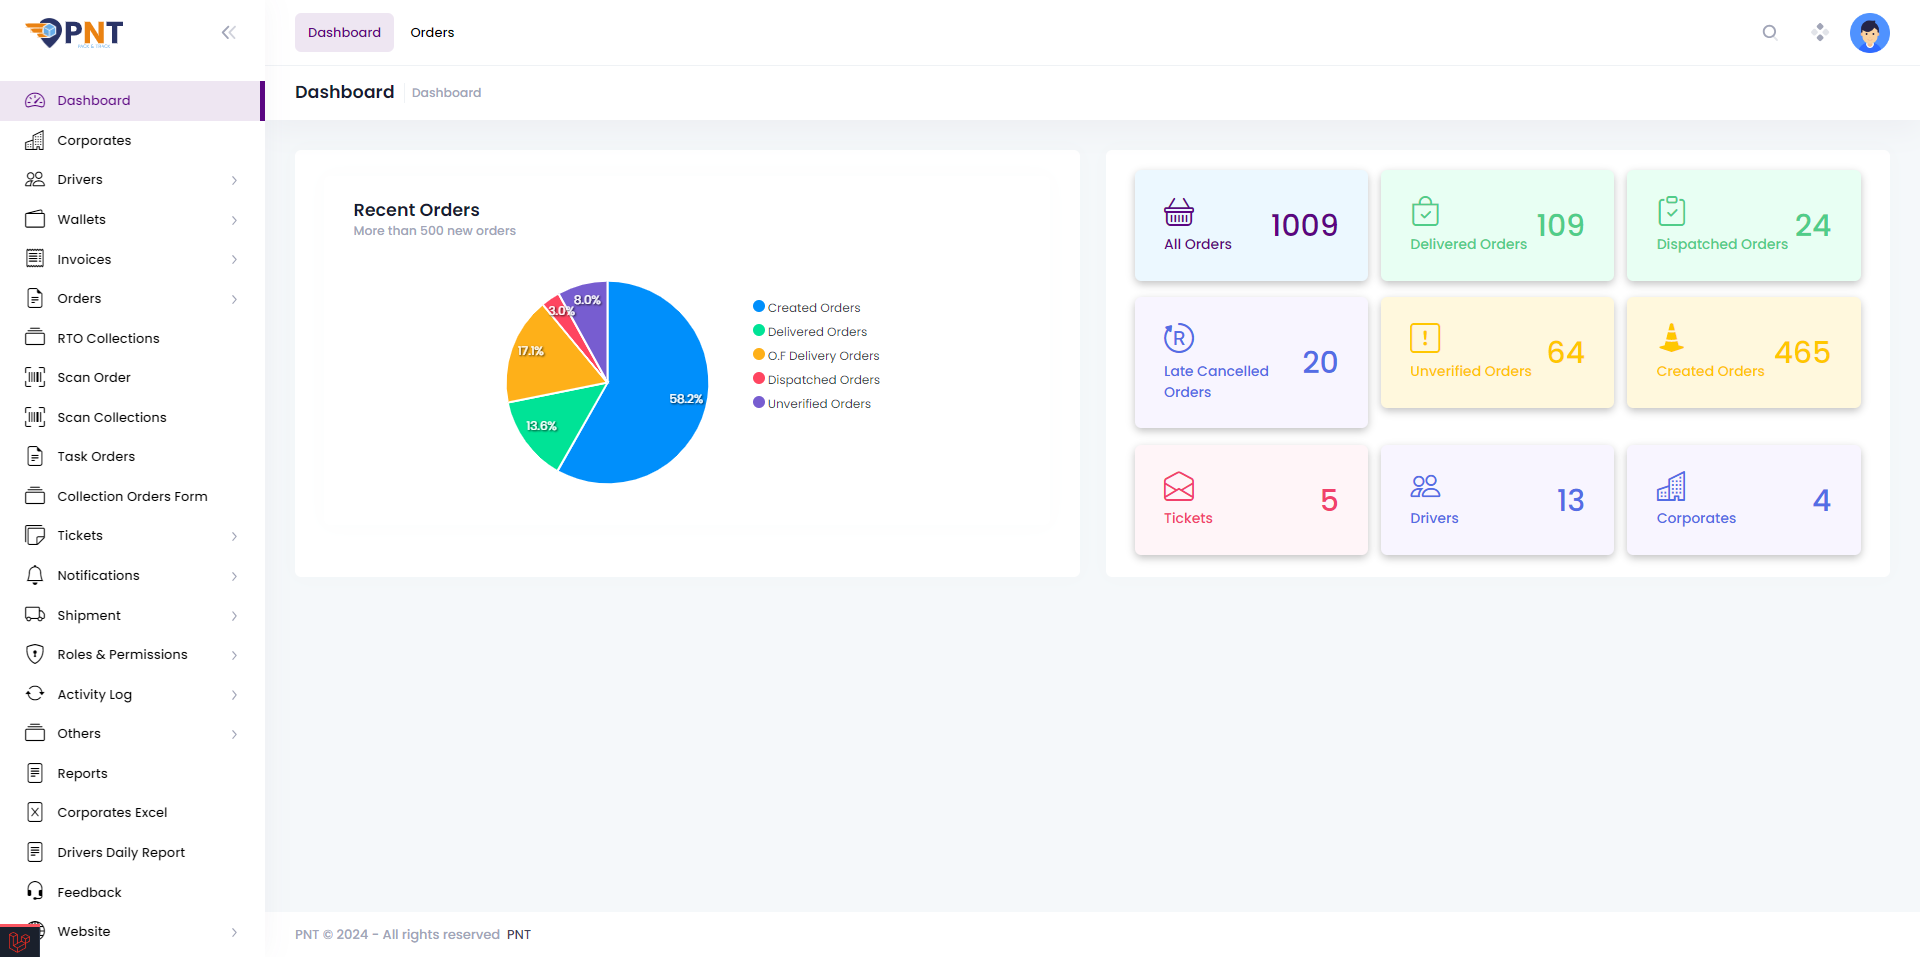 PNT
PACK & TRACK
Dashboard
Orders
Dashboard
Dashboard
Dashboard
Corporates
Drivers
Wallets
Invoices
Orders
RTO Collections
Scan Order
Scan Collections
Task Orders
Collection Orders Form
Tickets
Notifications
Shipment
Roles & Permissions
Activity Log
Others
Reports
Corporates Excel
Drivers Daily Report
Feedback
Website
Recent Orders
More than 500 new orders
8.0%
3.0%
17.1%
58.2%
13.6%
Created Orders
Delivered Orders
O.F Delivery Orders
Dispatched Orders
Unverified Orders
All Orders
1009
Delivered Orders
109
Dispatched Orders
24
R
Late Cancelled
Orders
20
Unverified Orders
64
Created Orders
465
Tickets
5
Drivers
13
Corporates
4
PNT © 2024 - All rights reserved PNT